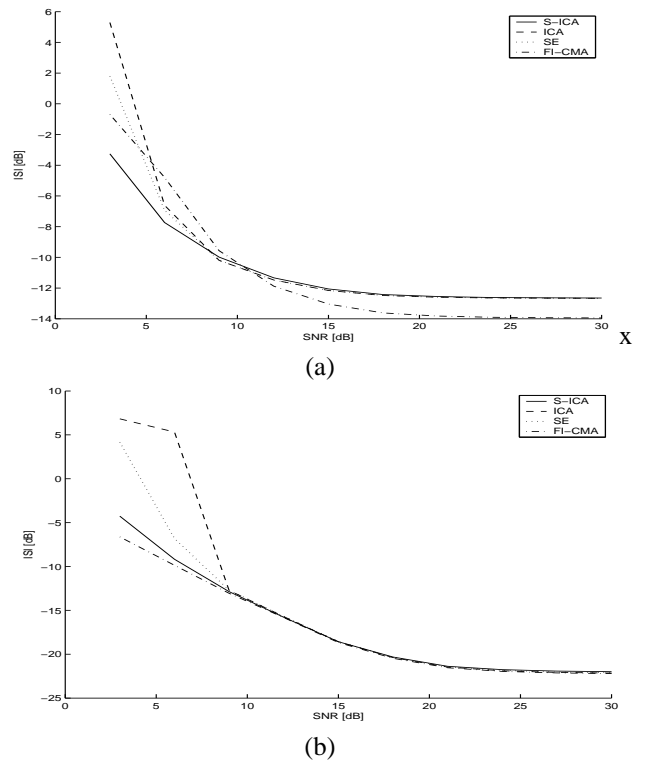 6
4
2
0
−2
−4
−6
−8
−10
−12
−14
ISI [dB]
S−ICA
ICA
SE
FI−CMA
0 5 10 15 20 25 30
SNR [dB]
x
(a)
10
5
0
−5
−10
−15
−20
−25
ISI [dB]
S−ICA
ICA
SE
FI−CMA
0 5 10 15 20 25 30
SNR [dB]
(b)